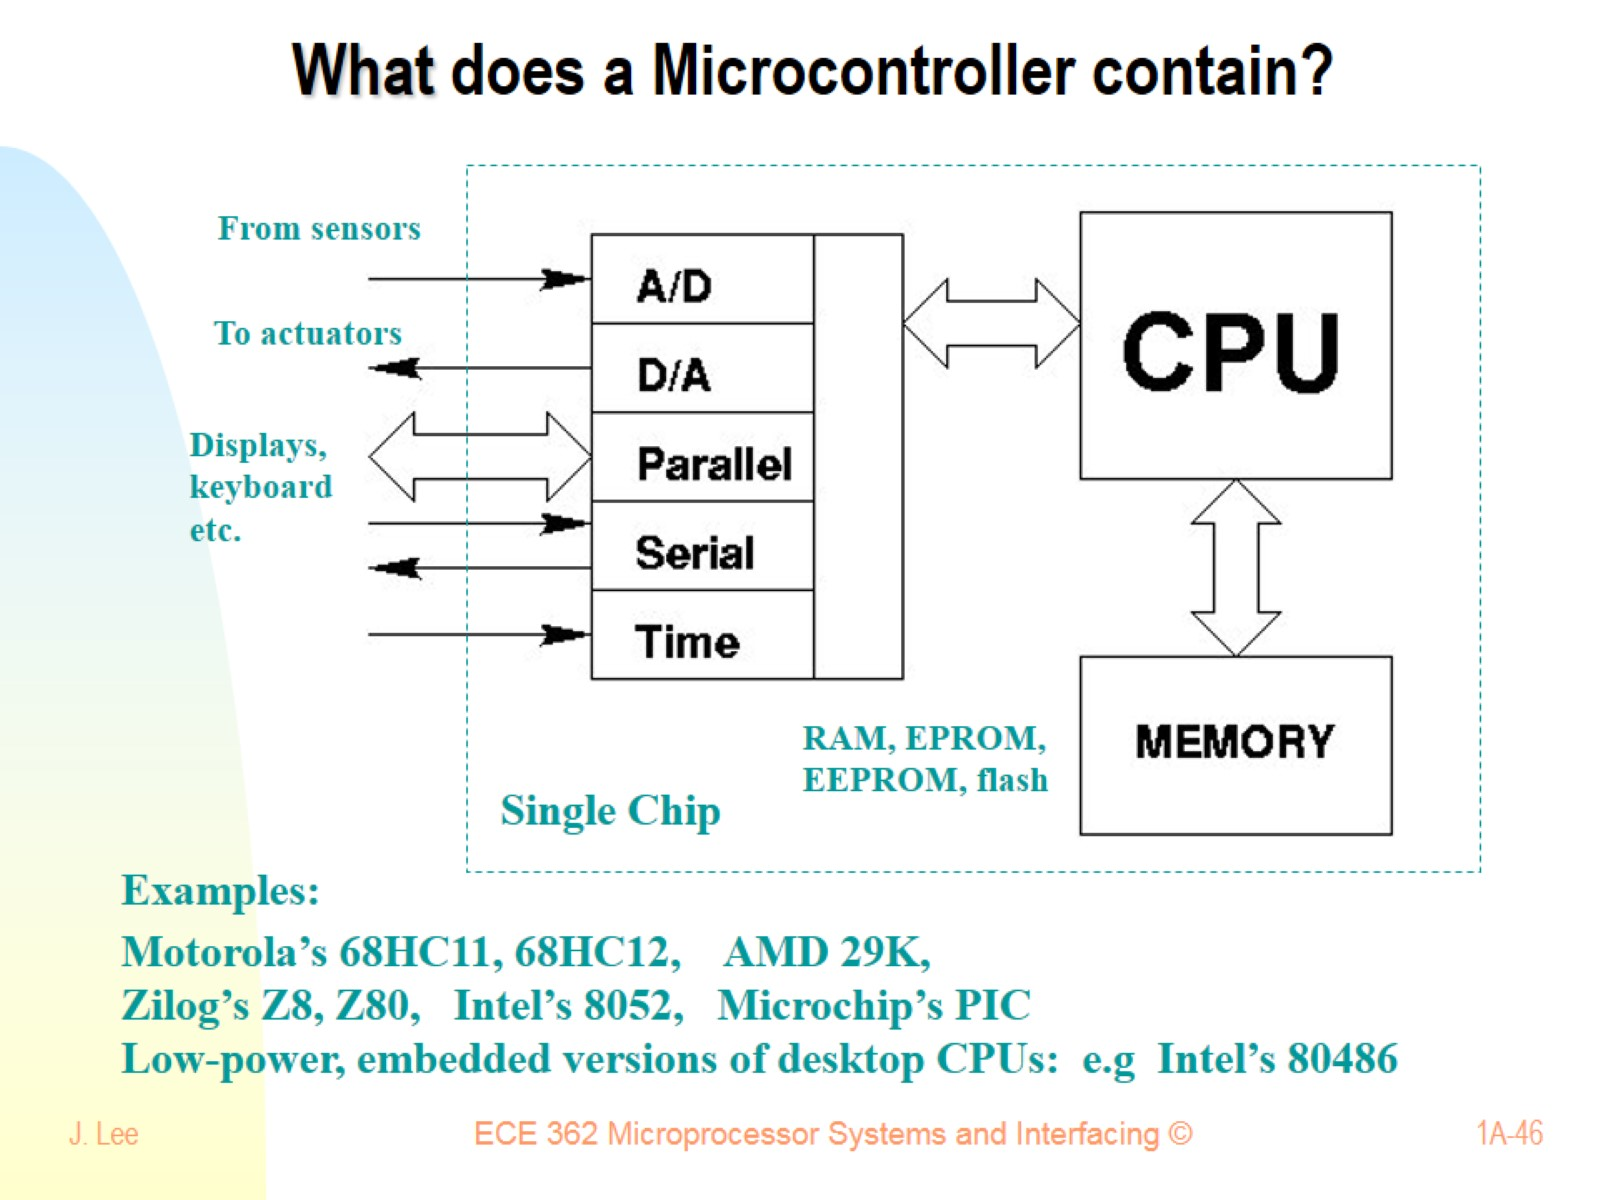 What does a Microcontroller contain?
From sensors
A/D
To actuators
D/A
Displays,
keyboard
etc.
Parallel
Serial
Time
CPU
MEMORY
RAM, EPROM,
EEPROM, flash
Single Chip
Examples:
Motorola’s 68HC11, 68HC12, AMD 29K,
Zilog’s Z8, Z80, Intel’s 8052, Microchip’s PIC
Low-power, embedded versions of desktop CPUs: e.g Intel’s 80486
J. Lee
ECE 362 Microprocessor Systems and Interfacing ©
1A-46